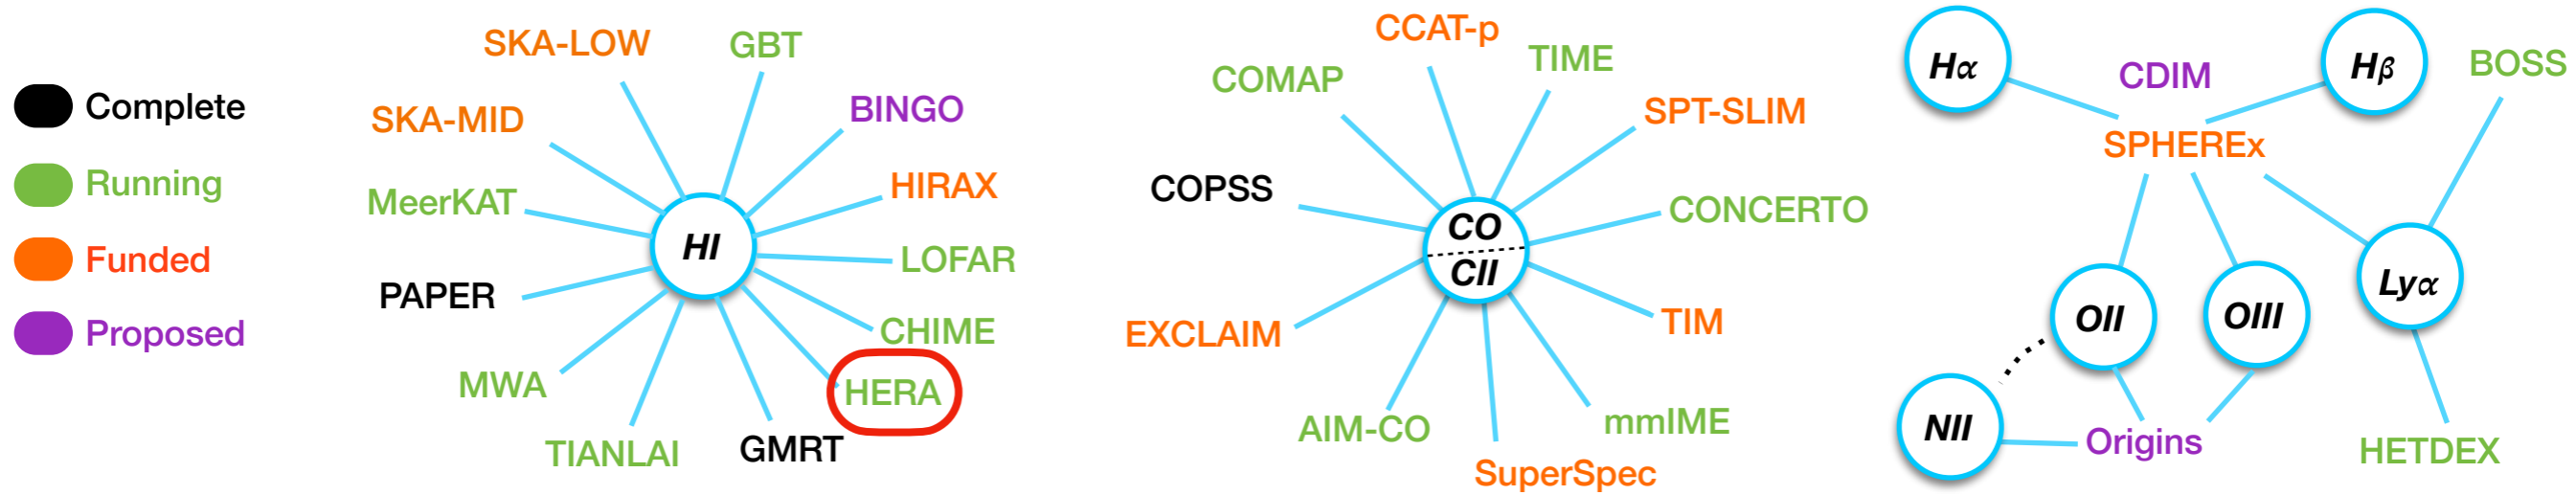 Complete
Running
Funded
Proposed
SKA-LOW
GBT
SKA-MID
BINGO
MeerKAT
HIRAX
HI
LOFAR
PAPER
CHIME
MWA
HERA
TIANLAI
GMRT
CCAT-p
COMAP
TIME
SPT-SLIM
COPSS
CONCERTO
CO
CII
EXCLAIM
TIM
AIM-CO
mmIME
SuperSpec
Hα
CDIM
Hβ
BOSS
SPHEREx
OII
OIII
Lyα
NII
Origins
HETDEX